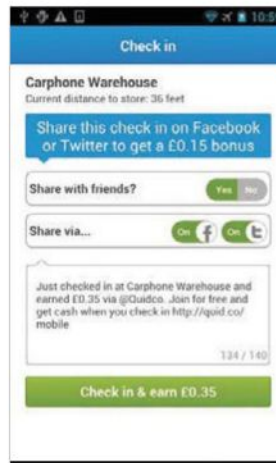 10:5
Check in
Carphone Warehouse
Current distance to store: 36 feet
Share this check in on Facebook
or Twitter to get a £0.15 bonus
Share with friends?
Yes No
Share via...
On f On t
Just checked in at Carphone Warehouse and
earned £0.35 via @Quidco. Join for free and
get cash when you check in http://quid.co/
mobile
134 / 140
Check in & earn £0.35